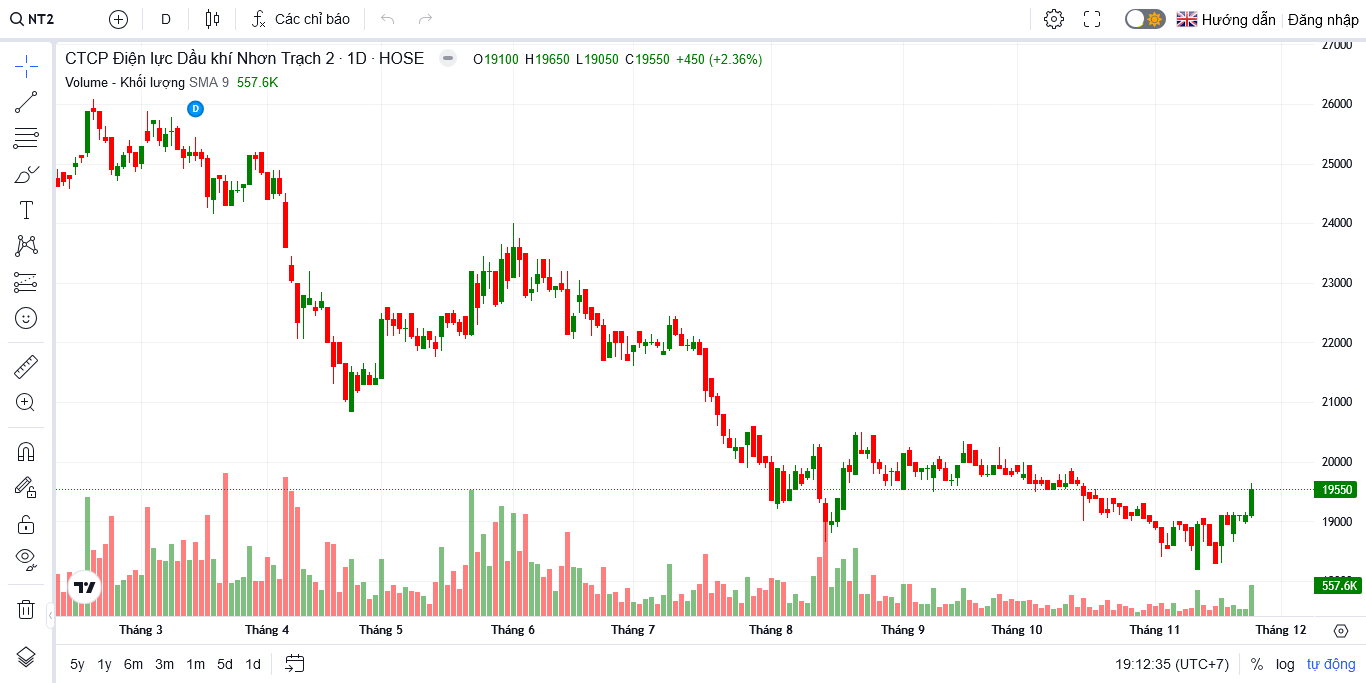 NT2 D Các chỉ báo Hướng dẫn Đăng nhập
CTCP Điện lực Dầu khí Nhơn Trạch 2 · 1D · HOSE O19100 H19650 L19050 C19550 +450 (+2.36%)
Volume - Khối lượng SMA 9 557.6K
D
27000
26000
25000
24000
23000
22000
21000
20000
19550
19000
557.6K
Tháng 3 Tháng 4 Tháng 5 Tháng 6 Tháng 7 Tháng 8 Tháng 9 Tháng 10 Tháng 11 Tháng 12
5y 1y 6m 3m 1m 5d 1d 19:12:35 (UTC+7) % log tự động